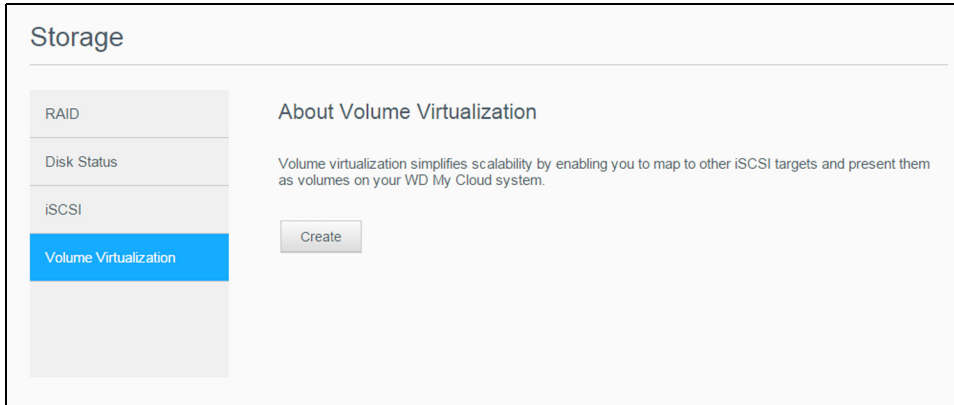 Storage
RAID
Disk Status
iSCSI
Volume Virtualization
About Volume Virtualization
Volume virtualization simplifies scalability by enabling you to map to other iSCSI targets and present them
as volumes on your WD My Cloud system.
Create